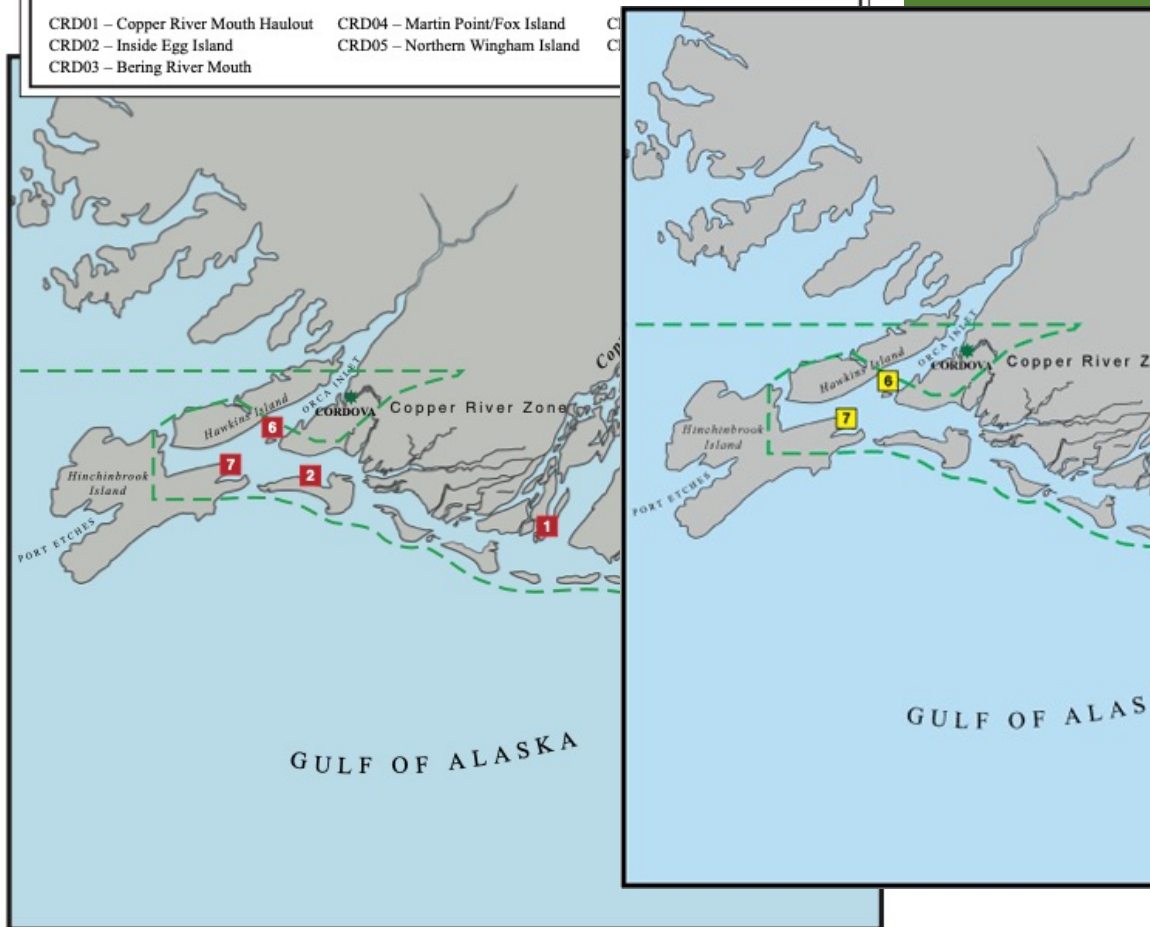 CRD01 – Copper River Mouth Haulout
CRD02 – Inside Egg Island
CRD03 – Bering River Mouth
CRD04 – Martin Point/Fox Island
CRD05 – Northern Wingham Island
ORCA INLET
Hawkins Island
CORDOVA
Copper River Zone
6
7
2
1
Hinchinbrook
Island
PORT ETCHES
GULF OF ALASKA
ORCA INLET
Hawkins Island
CORDOVA
Copper River Z
6
7
Hinchinbrook
Island
PORT ETCHES
GULF OF ALAS